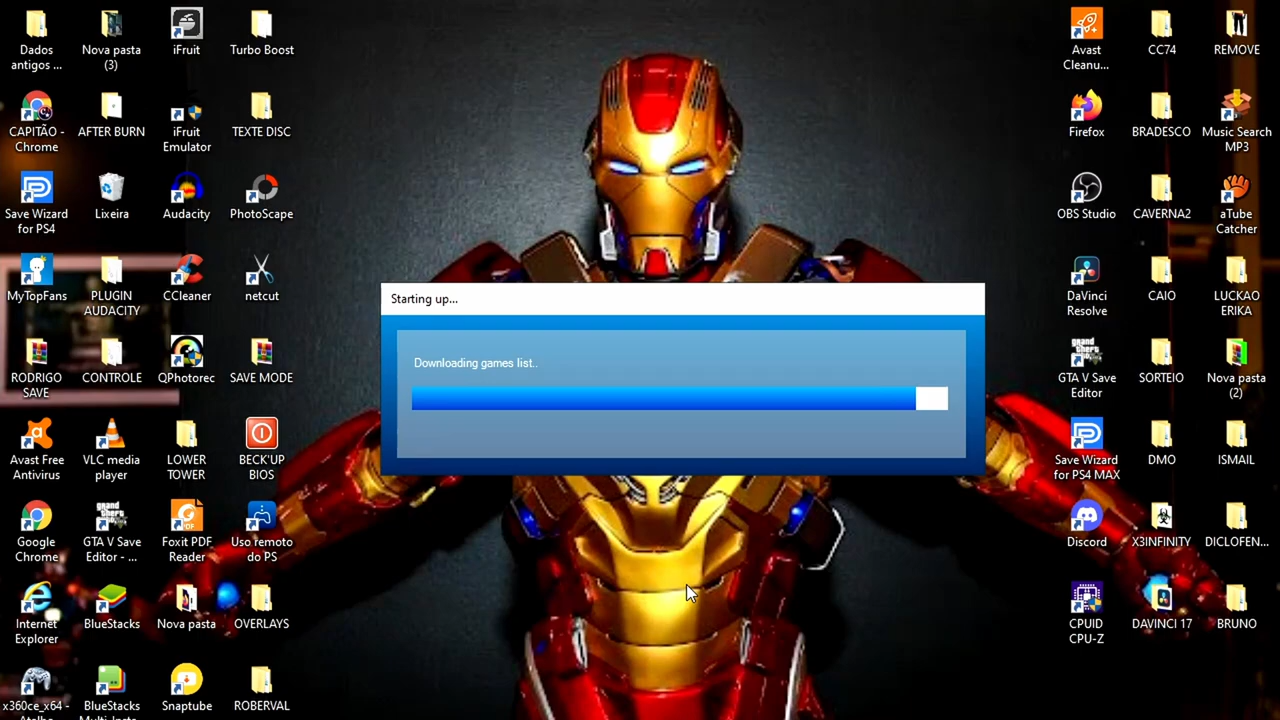 Dados
antigos ...
Nova pasta
(3)
iFruit
Turbo Boost
CAPITÃO -
Chrome
AFTER BURN
iFruit
Emulator
TEXTE DISC
Save Wizard
for PS4
Lixeira
Audacity
PhotoScape
MyTopFans
PLUGIN
AUDACITY
CCleaner
netcut
RODRIGO
SAVE
CONTROLE
QPhotorec
SAVE MODE
Avast Free
Antivirus
VLC media
player
LOWER
TOWER
BECK'UP
BIOS
Google
Chrome
GTA V Save
Editor - ...
Foxit PDF
Reader
Uso remoto
do PS
Internet
Explorer
BlueStacks
Nova pasta
OVERLAYS
x360ce_x64 -
Atalho
BlueStacks
Multi-Insta...
Snaptube
ROBERVAL
Starting up...
Downloading games list..
Avast
Cleanu...
CC74
REMOVE
Firefox
BRADESCO
Music Search
MP3
OBS Studio
CAVERNA2
aTube
Catcher
DaVinci
Resolve
CAIO
LUCKAO
ERIKA
GTA V Save
Editor
SORTEIO
Nova pasta
(2)
Save Wizard
for PS4 MAX
DMO
ISMAIL
Discord
X3INFINITY
DICLOFEN...
CPUID
CPU-Z
DAVINCI 17
BRUNO